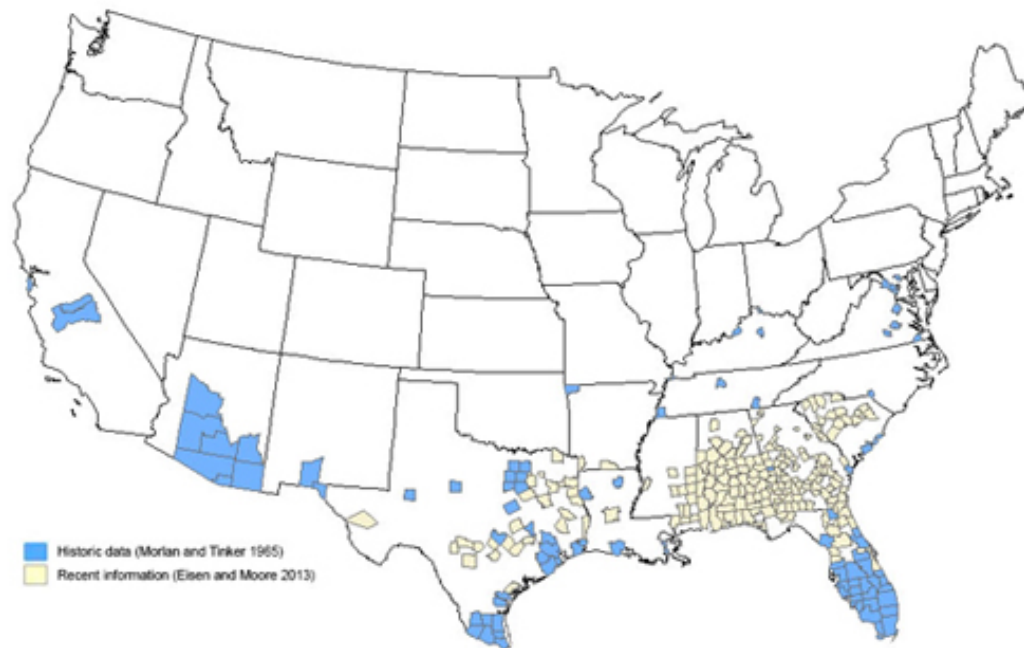 Historic data (Morlan and Tinker 1965)
Recent information (Eisen and Moore 2013)